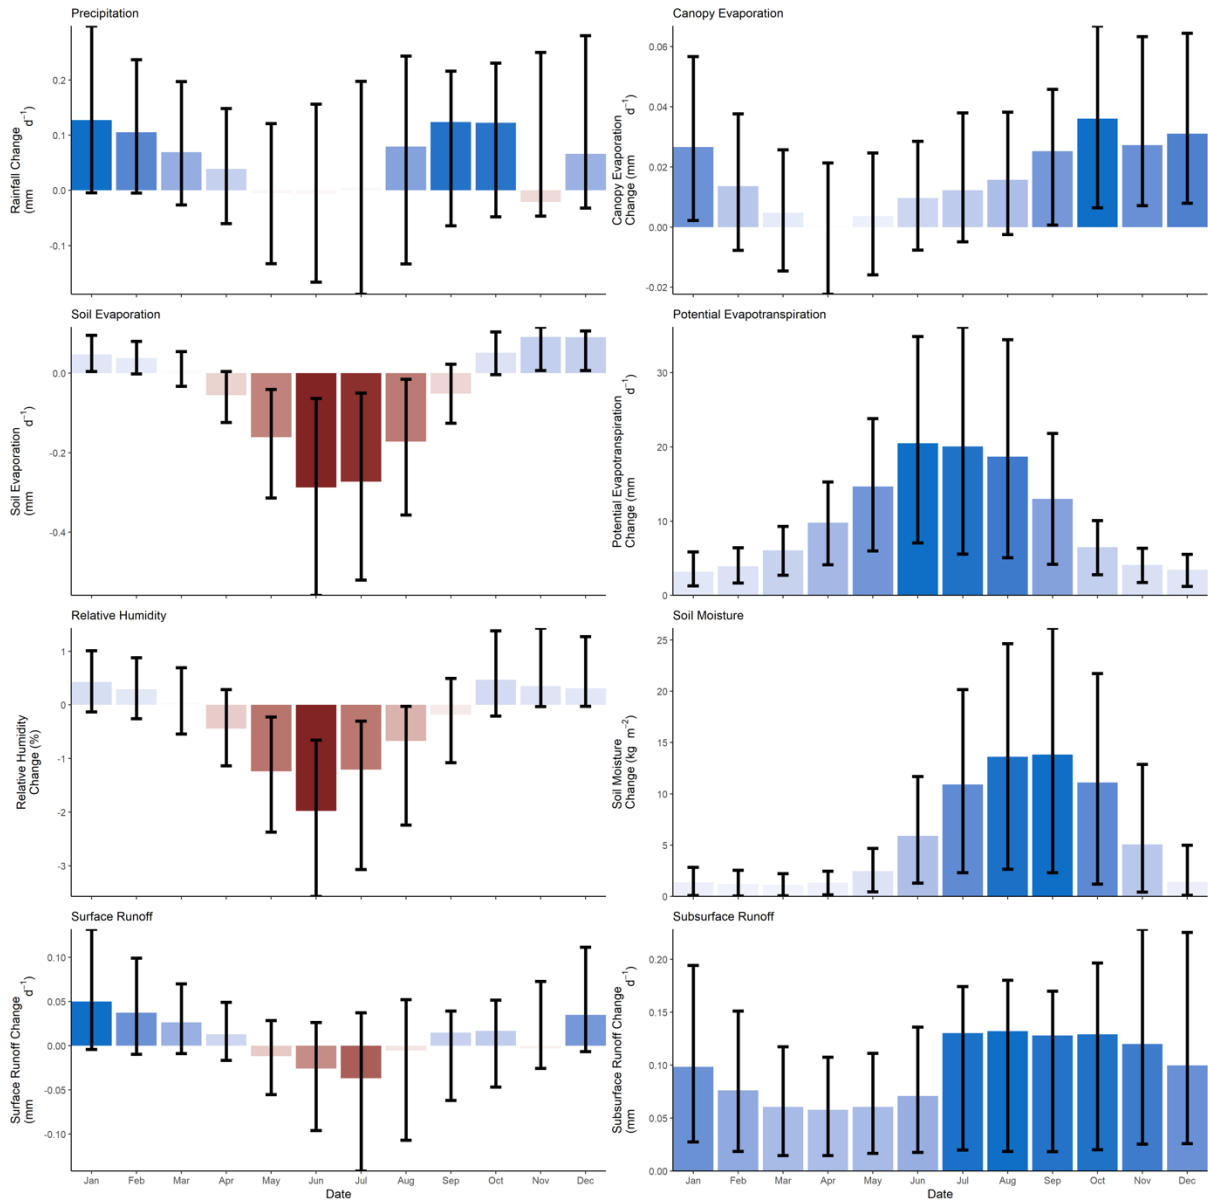 Precipitation
Rainfall Change
(mm d⁻¹)
0.2
0.1
0.0
-0.1
Canopy Evaporation
Canopy Evaporation
Change (mm d⁻¹)
0.06
0.04
0.02
0.00
-0.02
Soil Evaporation
Soil Evaporation
(mm d⁻¹)
0.0
-0.2
-0.4
Potential Evapotranspiration
Potential Evapotranspiration
Change (mm d⁻¹)
30
20
10
0
Relative Humidity
Relative Humidity
Change (%)
1
0
-1
-2
-3
Soil Moisture
Soil Moisture
Change (kg m⁻²)
25
20
15
10
5
0
Surface Runoff
Surface Runoff Change
(mm d⁻¹)
0.10
0.05
0.00
-0.05
-0.10
Jan Feb Mar Apr May Jun Jul Aug Sep Oct Nov Dec
Date
Subsurface Runoff
Subsurface Runoff Change
(mm d⁻¹)
0.20
0.15
0.10
0.05
0.00
Jan Feb Mar Apr May Jun Jul Aug Sep Oct Nov Dec
Date